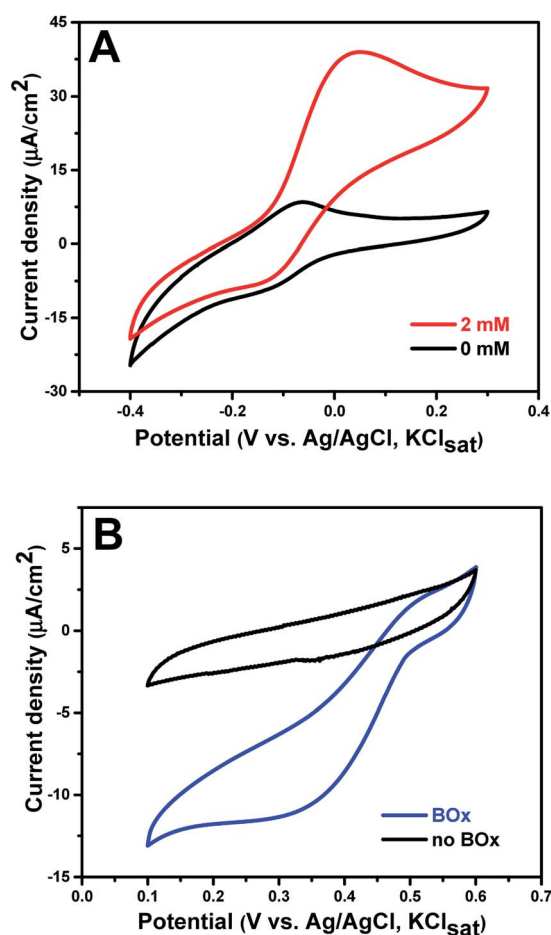 A
45
30
15
0
-15
-30
Current density (µA/cm²)
2 mM
0 mM
-0.4
-0.2
0.0
0.2
0.4
Potential (V vs. Ag/AgCl, KCl_sat)
B
5
0
-5
-10
-15
Current density (µA/cm²)
BOx
no BOx
0.0
0.1
0.2
0.3
0.4
0.5
0.6
0.7
Potential (V vs. Ag/AgCl, KCl_sat)